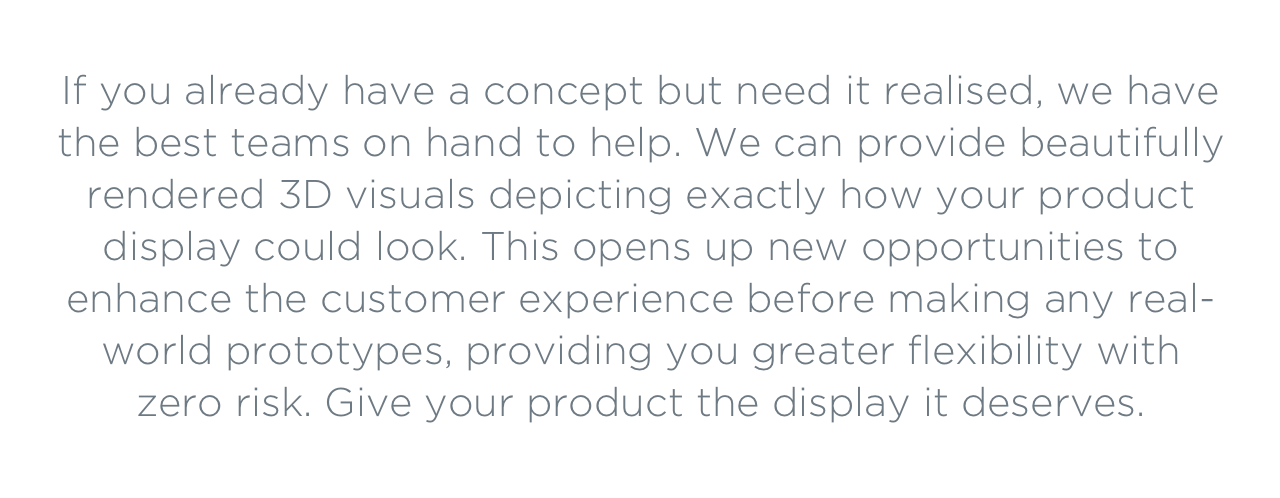 If you already have a concept but need it realised, we have
the best teams on hand to help. We can provide beautifully
rendered 3D visuals depicting exactly how your product
display could look. This opens up new opportunities to
enhance the customer experience before making any real-
world prototypes, providing you greater flexibility with
zero risk. Give your product the display it deserves.